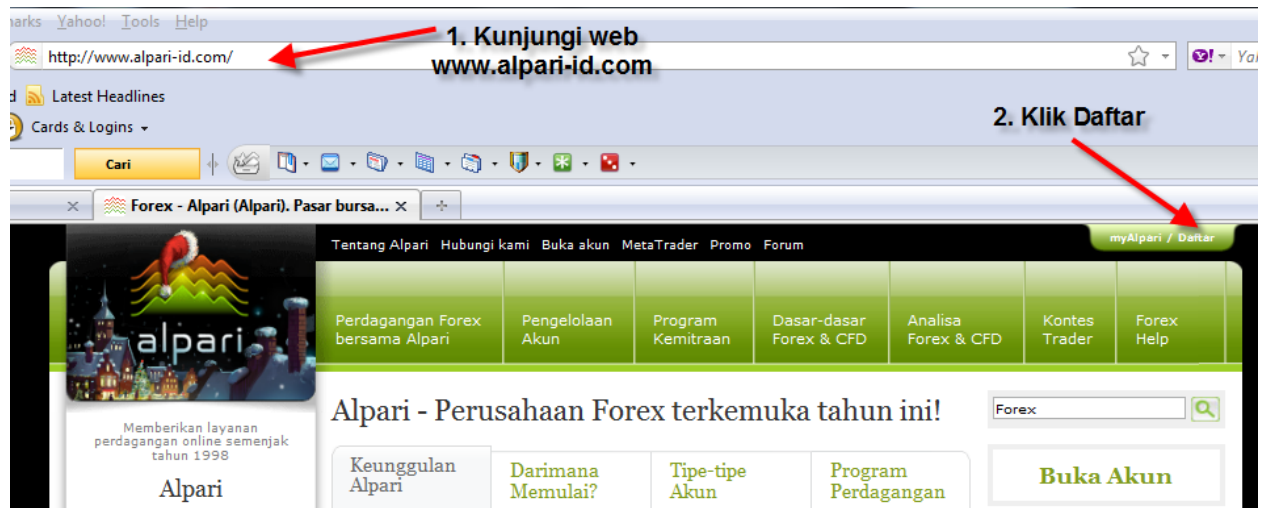 Yahoo! Tools Help
1. Kunjungi web
www.alpari-id.com
http://www.alpari-id.com/
Latest Headlines
Cards & Logins
2. Klik Daftar
Cari
Forex - Alpari (Alpari). Pasar bursa...
Tentang Alpari Hubungi kami Buka akun MetaTrader Promo Forum
myAlpari / Daftar
Perdagangan Forex
bersama Alpari
Pengelolaan
Akun
Program
Kemitraan
Dasar-dasar
Forex & CFD
Analisa
Forex & CFD
Kontes
Trader
Forex
Help
alpari
Memberikan layanan
perdagangan online semenjak
tahun 1998
Alpari
Alpari - Perusahaan Forex terkemuka tahun ini!
Forex
Keunggulan
Alpari
Darimana
Memulai?
Tipe-tipe
Akun
Program
Perdagangan
Buka Akun